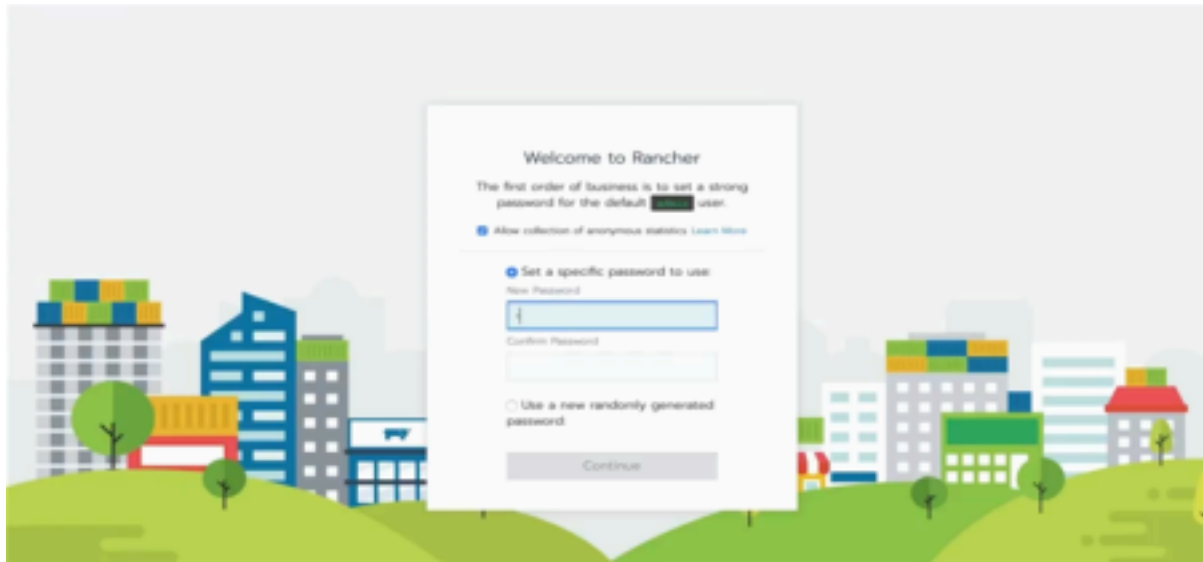 Welcome to Rancher
The first order of business is to set a strong
password for the default admin user.
Allow collection of anonymous statistics Learn More
Set a specific password to use:
New Password
Confirm Password
Use a new randomly generated
password:
Continue